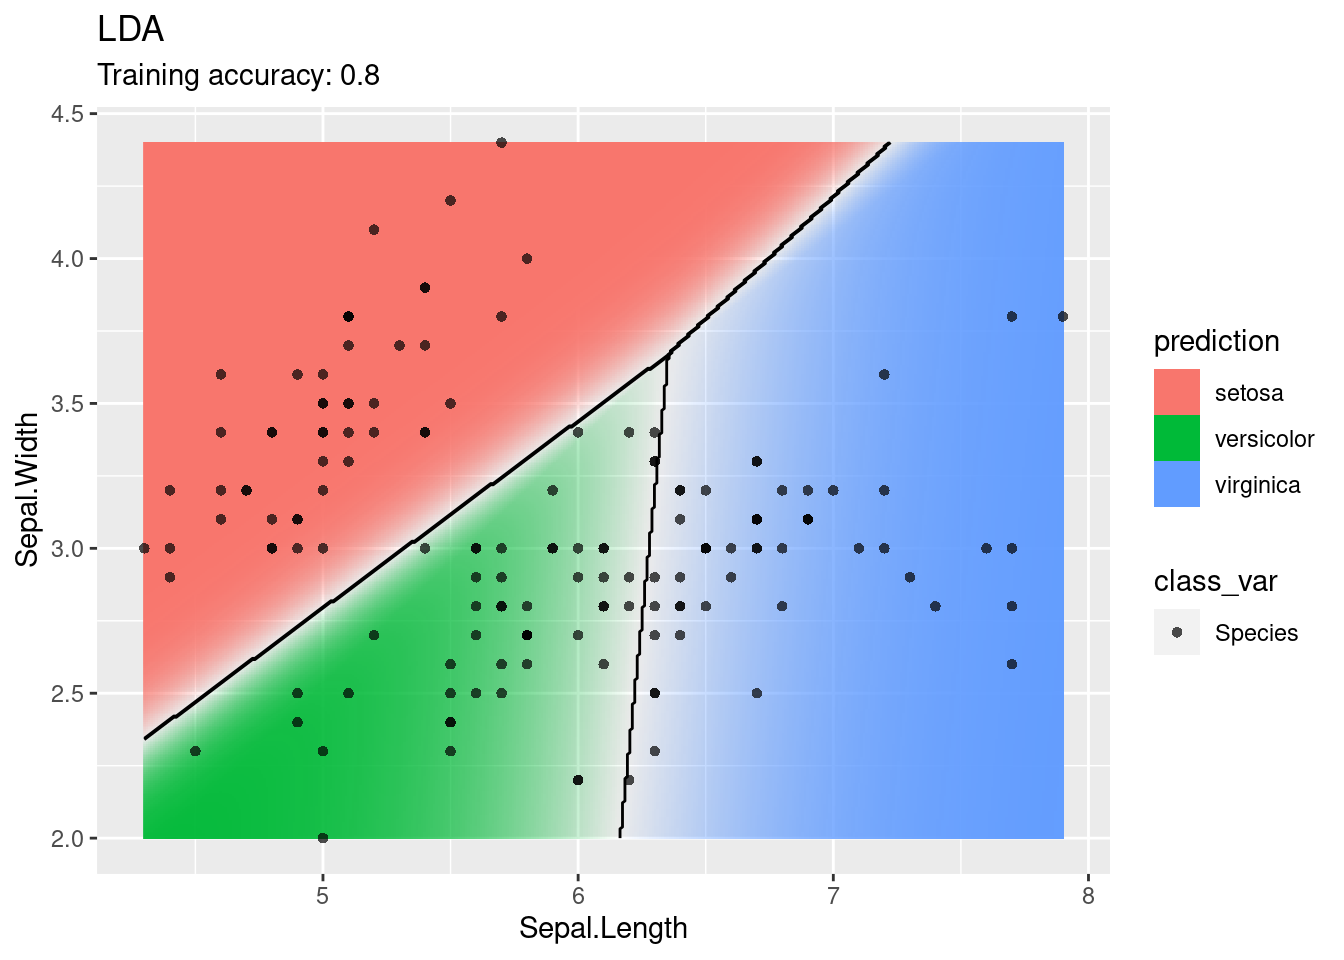 LDA
Training accuracy: 0.8
4.5
4.0
3.5
3.0
2.5
2.0
Sepal.Width
5
6
7
8
Sepal.Length
prediction
setosa
versicolor
virginica
class_var
Species